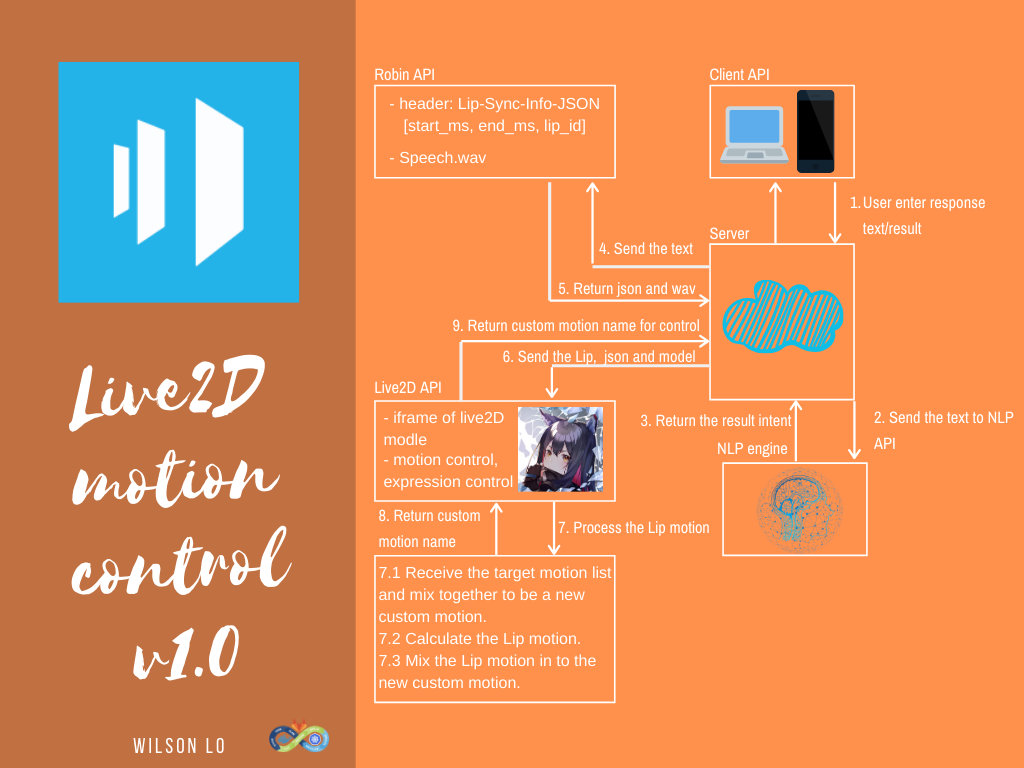 Live2D
motion
control
v1.0
WILSON LO
Robin API
- header: Lip-Sync-Info-JSON
[start_ms, end_ms, lip_id]
- Speech.wav
Client API
1.User enter response
text/result
Server
4. Send the text
5. Return json and wav
9. Return custom motion name for control
6. Send the Lip, json and model
Live2D API
- iframe of live2D
modle
- motion control,
expression control
3. Return the result intent
NLP engine
2. Send the text to NLP
API
8. Return custom
motion name
7. Process the Lip motion
7.1 Receive the target motion list
and mix together to be a new
custom motion.
7.2 Calculate the Lip motion.
7.3 Mix the Lip motion in to the
new custom motion.